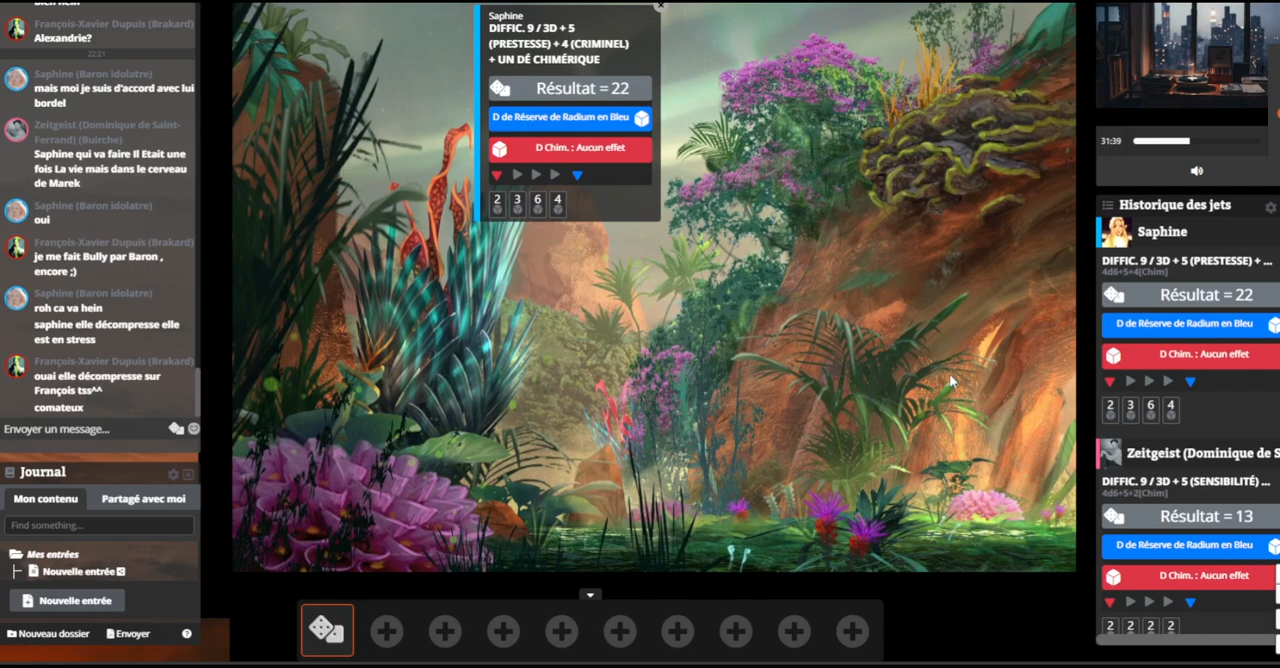 bien hein
François-Xavier Dupuis (Brakard)
Alexandrie?
22:21
Saphine (Baron idolatre)
mais moi je suis d'accord avec lui
bordel
Zeitgeist (Dominique de Saint-
Ferrand) (Buirche)
Saphine qui va faire Il Etait une
fois La vie mais dans le cerveau
de Marek
Saphine (Baron idolatre)
oui
François-Xavier Dupuis (Brakard)
je me fait Bully par Baron ,
encore ;)
Saphine (Baron idolatre)
roh ca va hein
saphine elle décompresse elle
est en stress
François-Xavier Dupuis (Brakard)
ouai elle décompresse sur
François tss^^
comateux
Envoyer un message...
Journal
Mon contenu
Partagé avec moi
Find something...
Mes entrées
Nouvelle entrée
Nouvelle entrée
Nouveau dossier
Envoyer
?
Saphine
DIFFIC. 9 / 3D + 5
(PRESTESSE) + 4 (CRIMINEL)
+ UN DÉ CHIMÉRIQUE
Résultat = 22
D de Réserve de Radium en Bleu
D Chim. : Aucun effet
2 3 6 4
31:39
Historique des jets
Saphine
DIFFIC. 9 / 3D + 5 (PRESTESSE) + ...
4d6+5+4[Chim]
Résultat = 22
D de Réserve de Radium en Bleu
D Chim. : Aucun effet
2 3 6 4
Zeitgeist (Dominique de S
DIFFIC. 9 / 3D + 5 (SENSIBILITÉ) ...
4d6+5+2[Chim]
Résultat = 13
D de Réserve de Radium en Bleu
D Chim. : Aucun effet
2 2 2 2